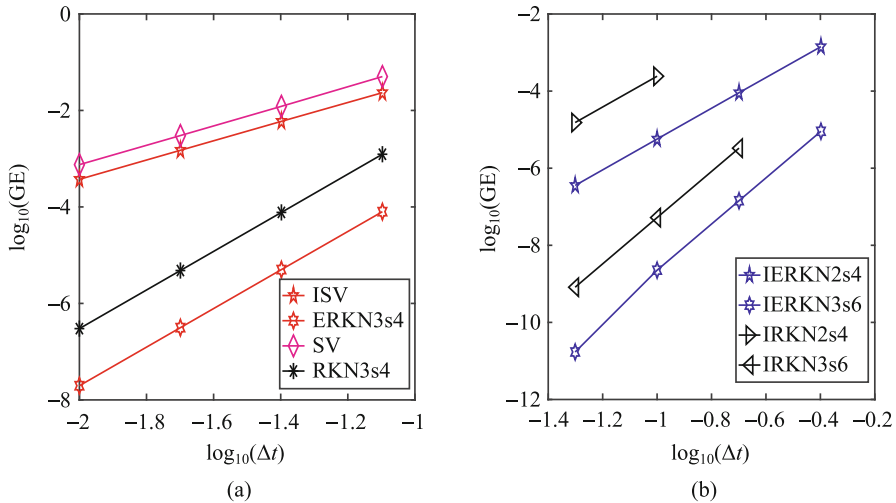 0
−2
−4
−6
−8
log10(GE)
ISV
ERKN3s4
SV
RKN3s4
−2 −1.8 −1.6 −1.4 −1.2 −1
log10(Δt)
(a)
−2
−4
−6
−8
−10
−12
log10(GE)
IERKN2s4
IERKN3s6
IRKN2s4
IRKN3s6
−1.4 −1.2 −1.0 −0.8 −0.6 −0.4 −0.2
log10(Δt)
(b)